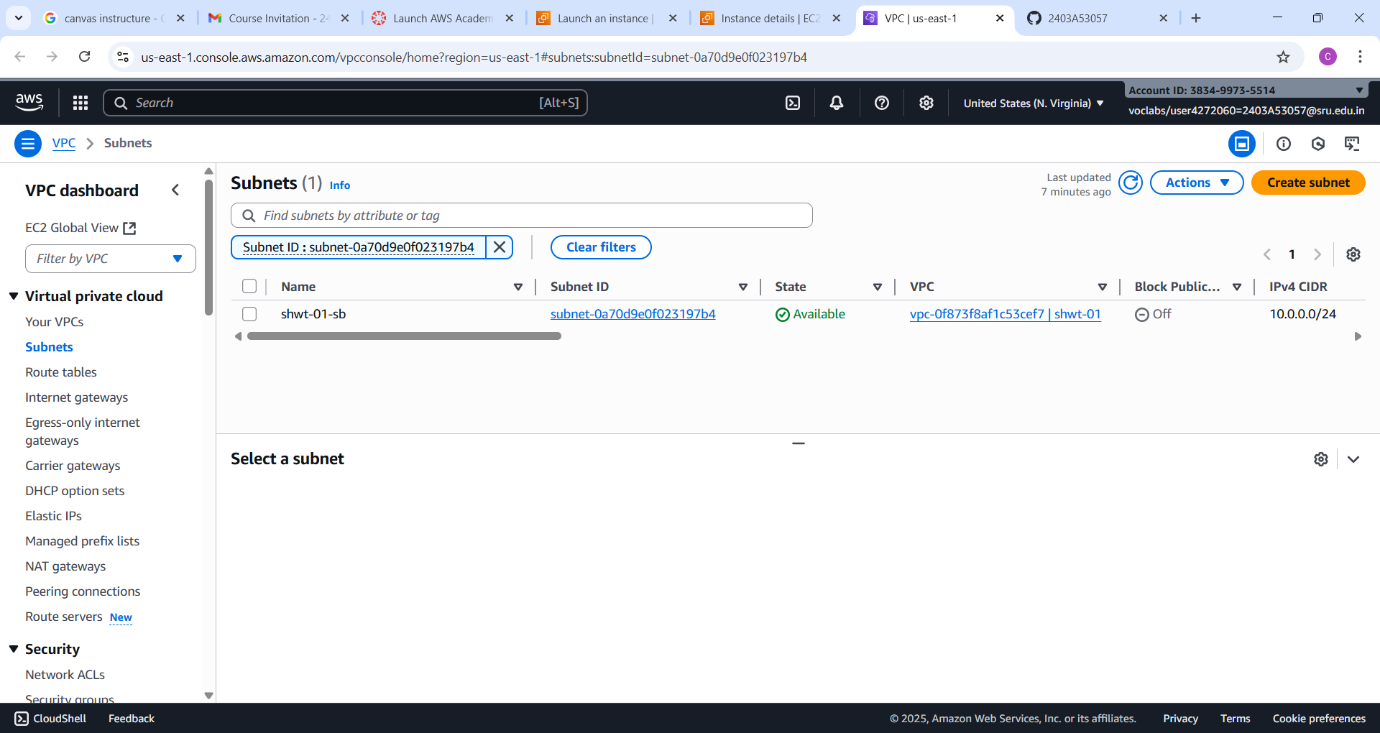 canvas instructure - G
Course Invitation - 24
Launch AWS Academ
Launch an instance |
Instance details | EC2
VPC | us-east-1
2403A53057
us-east-1.console.aws.amazon.com/vpcconsole/home?region=us-east-1#subnets:subnetId=subnet-0a70d9e0f023197b4
C
aws
Search
[Alt+S]
United States (N. Virginia)
Account ID: 3834-9973-5514
voclabs/user4272060=2403A53057@sru.edu.in
VPC
Subnets
VPC dashboard
EC2 Global View
Filter by VPC
Virtual private cloud
Your VPCs
Subnets
Route tables
Internet gateways
Egress-only internet
gateways
Carrier gateways
DHCP option sets
Elastic IPs
Managed prefix lists
NAT gateways
Peering connections
Route servers New
Security
Network ACLs
Security groups
Subnets (1) Info
Last updated
7 minutes ago
Actions
Create subnet
Find subnets by attribute or tag
Subnet ID : subnet-0a70d9e0f023197b4
Clear filters
1
Name Subnet ID State VPC Block Public... IPv4 CIDR
shwt-01-sb subnet-0a70d9e0f023197b4 Available vpc-0f873f8af1c53cef7 | shwt-01 Off 10.0.0.0/24
Select a subnet
CloudShell Feedback
© 2025, Amazon Web Services, Inc. or its affiliates. Privacy Terms Cookie preferences